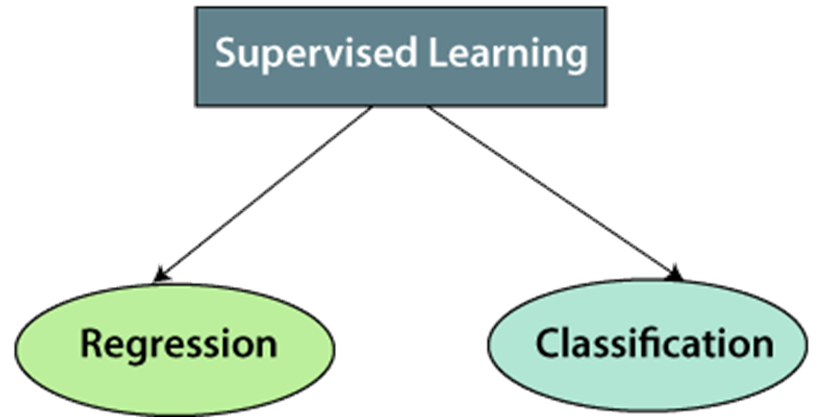 Supervised Learning
Regression
Classification